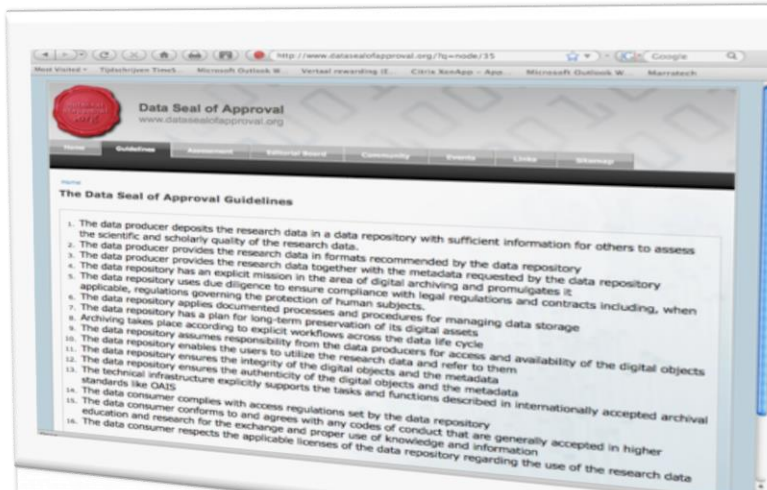 http://www.datasealofapproval.org/?q=node/35
Google
Most Visited Tijdschrijven TimeS... Microsoft Outlook W... Vertaal rewarding (E... Citrix XenApp - App... Microsoft Outlook W... Marratech
Data Seal of Approval
www.datasealofapproval.org
Home Guidelines Assessment Editorial Board Community Events Links Sitemap
Home
The Data Seal of Approval Guidelines
1. The data producer deposits the research data in a data repository with sufficient information for others to assess
the scientific and scholarly quality of the research data.
2. The data producer provides the research data in formats recommended by the data repository
3. The data producer provides the research data together with the metadata requested by the data repository
4. The data repository has an explicit mission in the area of digital archiving and promulgates it
5. The data repository uses due diligence to ensure compliance with legal regulations and contracts including, when
applicable, regulations governing the protection of human subjects.
6. The data repository applies documented processes and procedures for managing data storage
7. The data repository has a plan for long-term preservation of its digital assets
8. Archiving takes place according to explicit workflows across the data life cycle
9. The data repository assumes responsibility from the data producers for access and availability of the digital objects
10. The data repository enables the users to utilize the research data and refer to them
11. The data repository ensures the integrity of the digital objects and the metadata
12. The data repository ensures the authenticity of the digital objects and the metadata
13. The technical infrastructure explicitly supports the tasks and functions described in internationally accepted archival
standards like OAIS
14. The data consumer complies with access regulations set by the data repository
15. The data consumer conforms to and agrees with any codes of conduct that are generally accepted in higher
education and research for the exchange and proper use of knowledge and information
16. The data consumer respects the applicable licenses of the data repository regarding the use of the research data